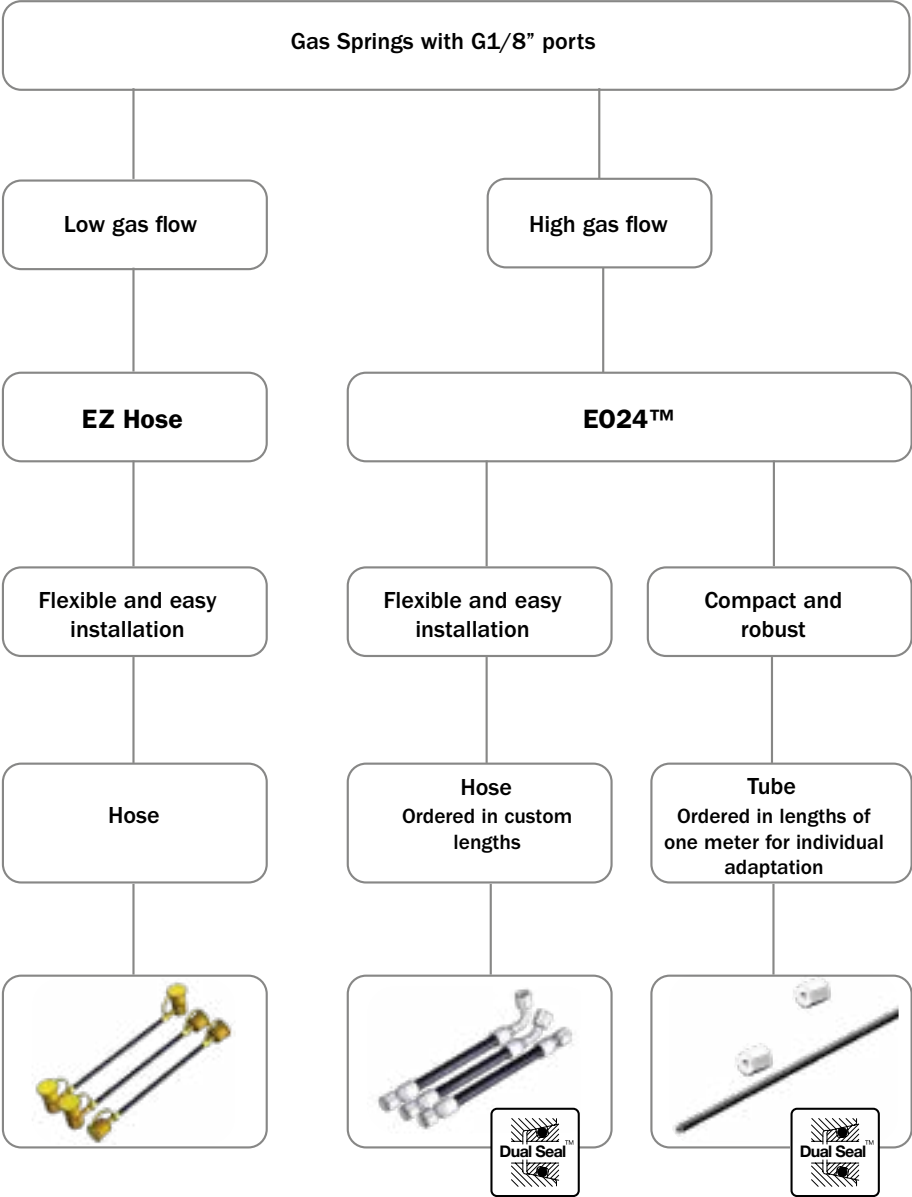 Gas Springs with G1/8” ports
Low gas flow
High gas flow
EZ Hose
EO24™
Flexible and easy
installation
Flexible and easy
installation
Compact and
robust
Hose
Hose
Ordered in custom
lengths
Tube
Ordered in lengths of
one meter for individual
adaptation
Dual Seal™
Dual Seal™